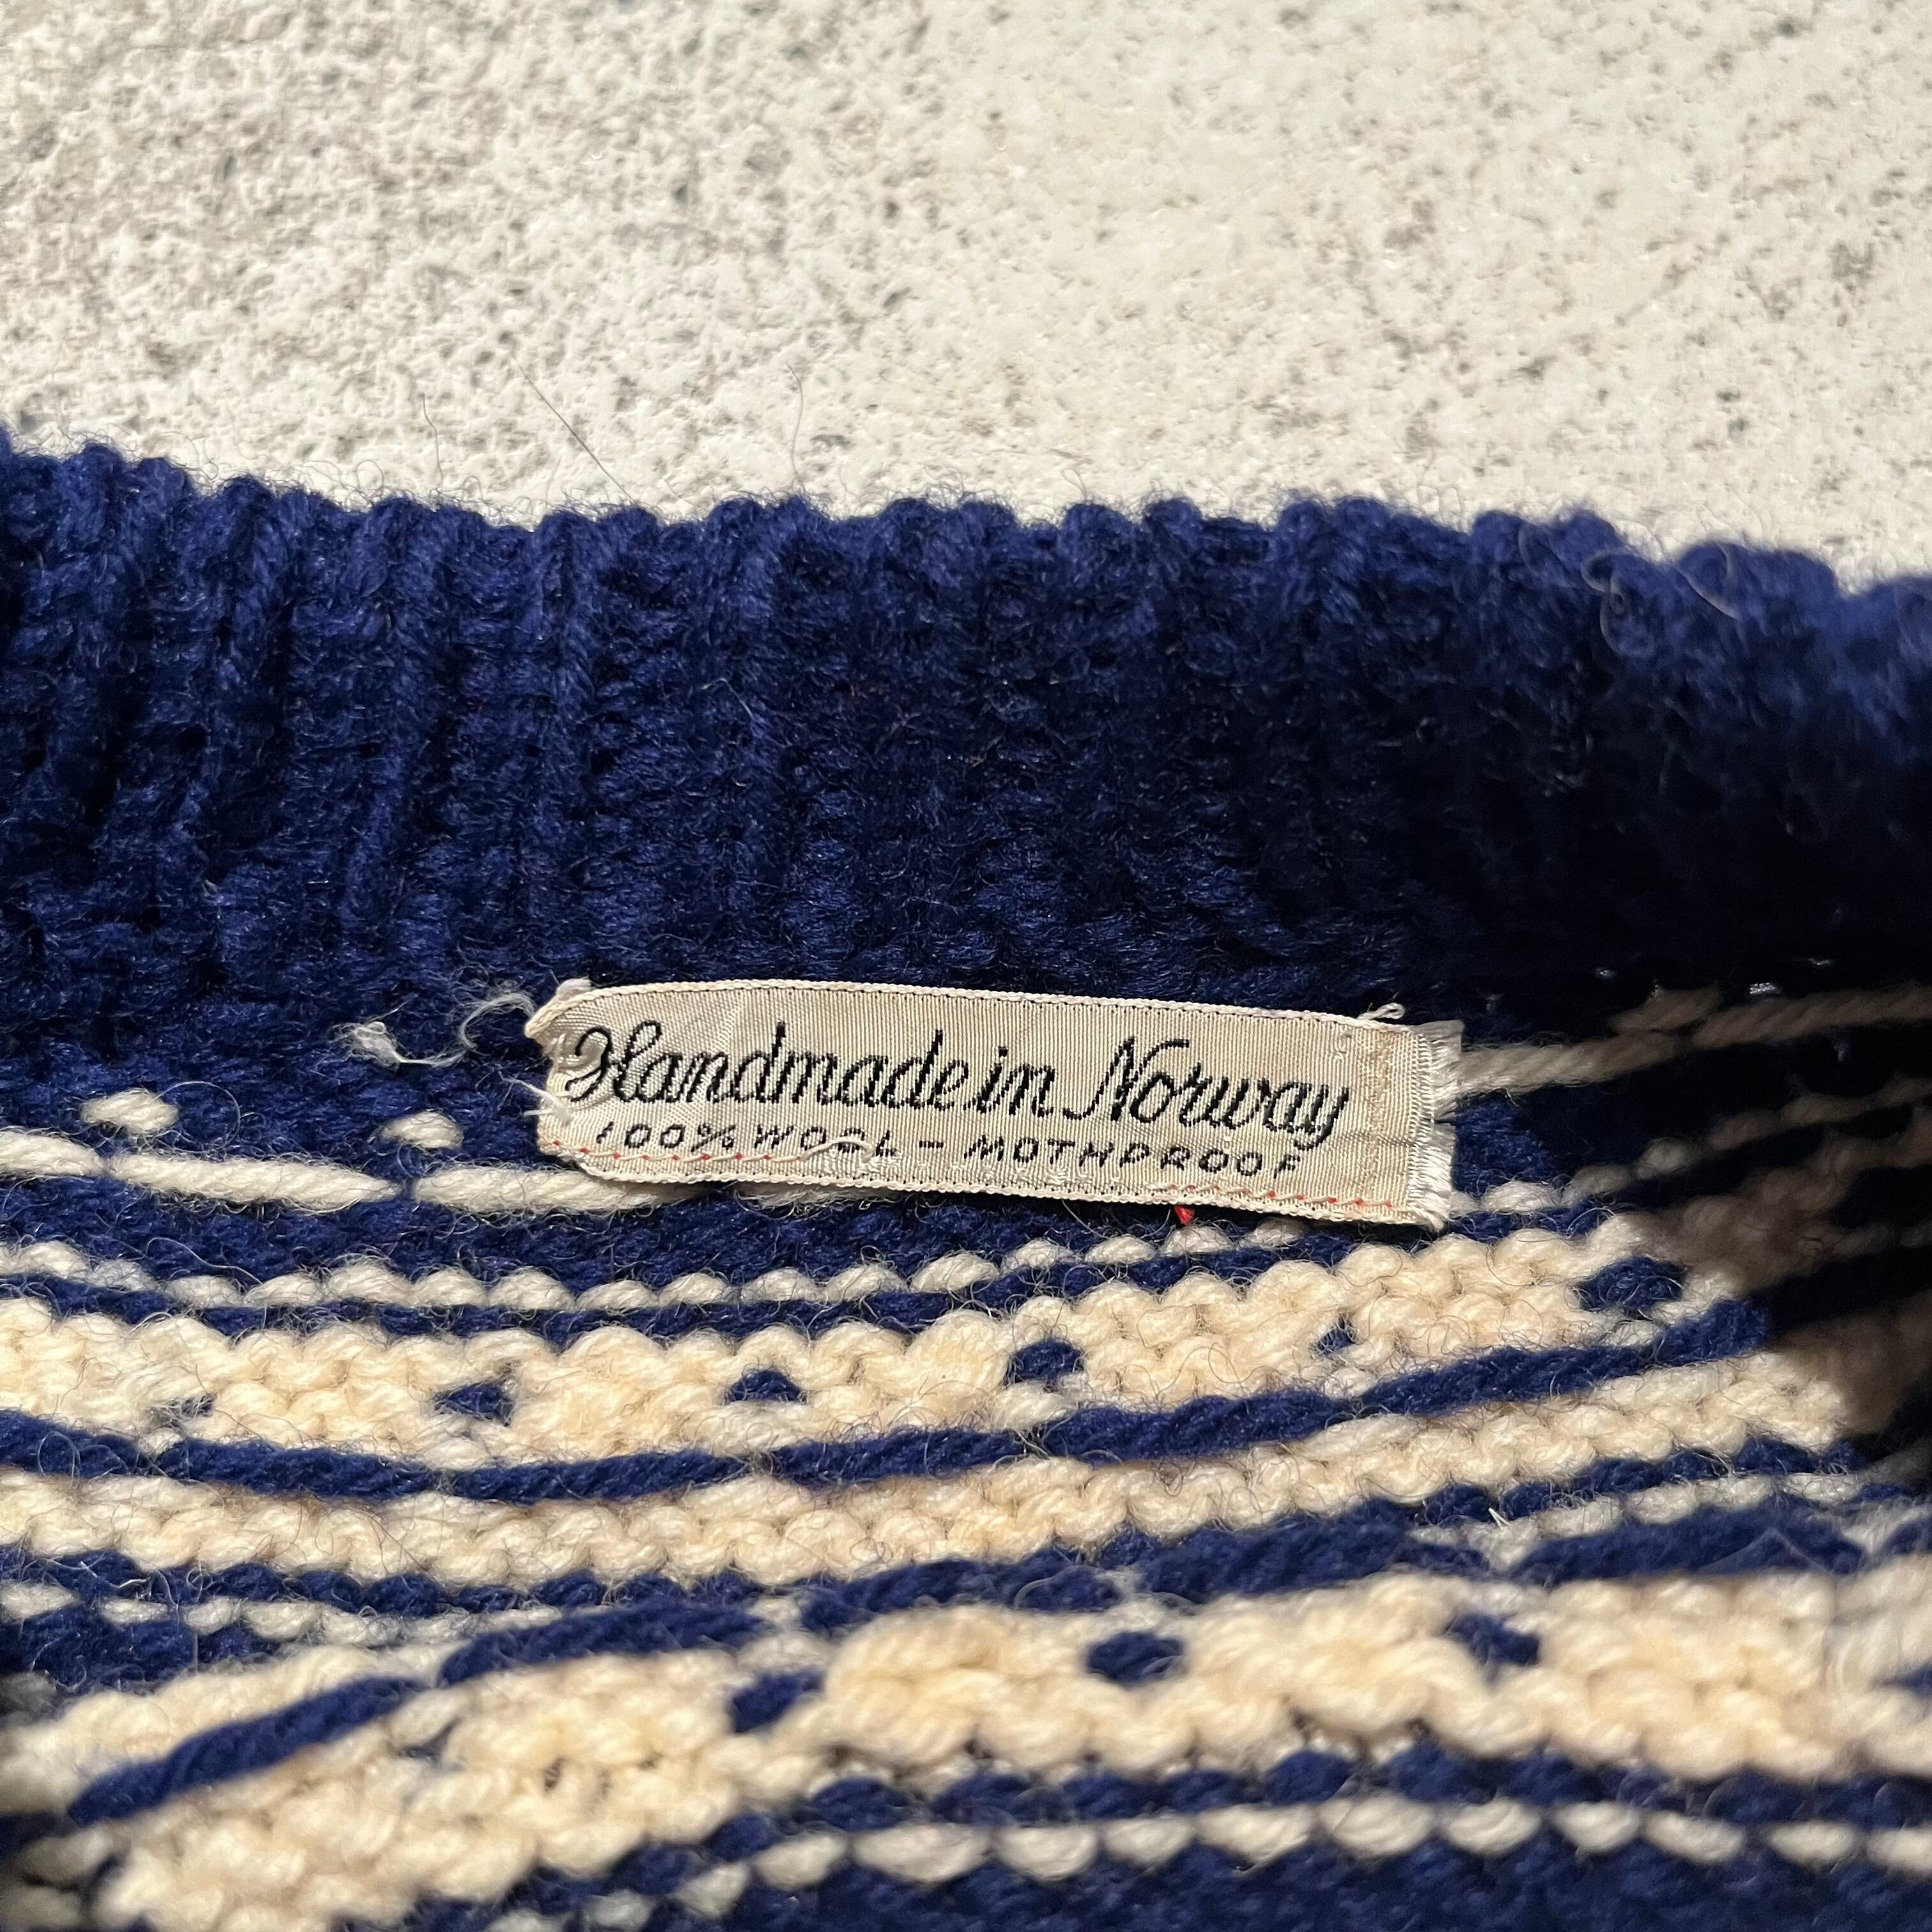 Handmade in Norway
100% WOOL - MOTHPROOF